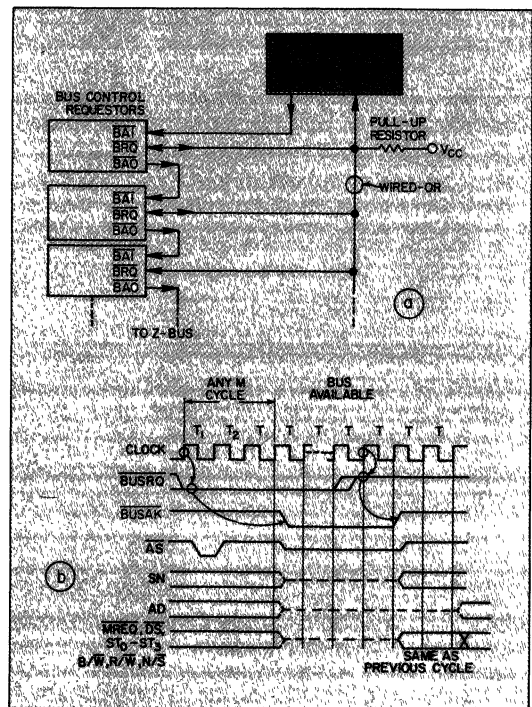 BUS CONTROL
REQUESTORS
BAI
BRQ
BAO
BAI
BRQ
BAO
BAI
BRQ
BAO
PULL-UP
RESISTOR
VCC
WIRED-OR
a
TO Z-BUS
ANY M
CYCLE
BUS
AVAILABLE
T1 T2 T T T T T T T
CLOCK
BUSRQ
BUSAK
AS
SN
b
AD
MREQ, DS,
ST0-ST3
B/W, R/W, N/S
SAME AS
PREVIOUS CYCLE